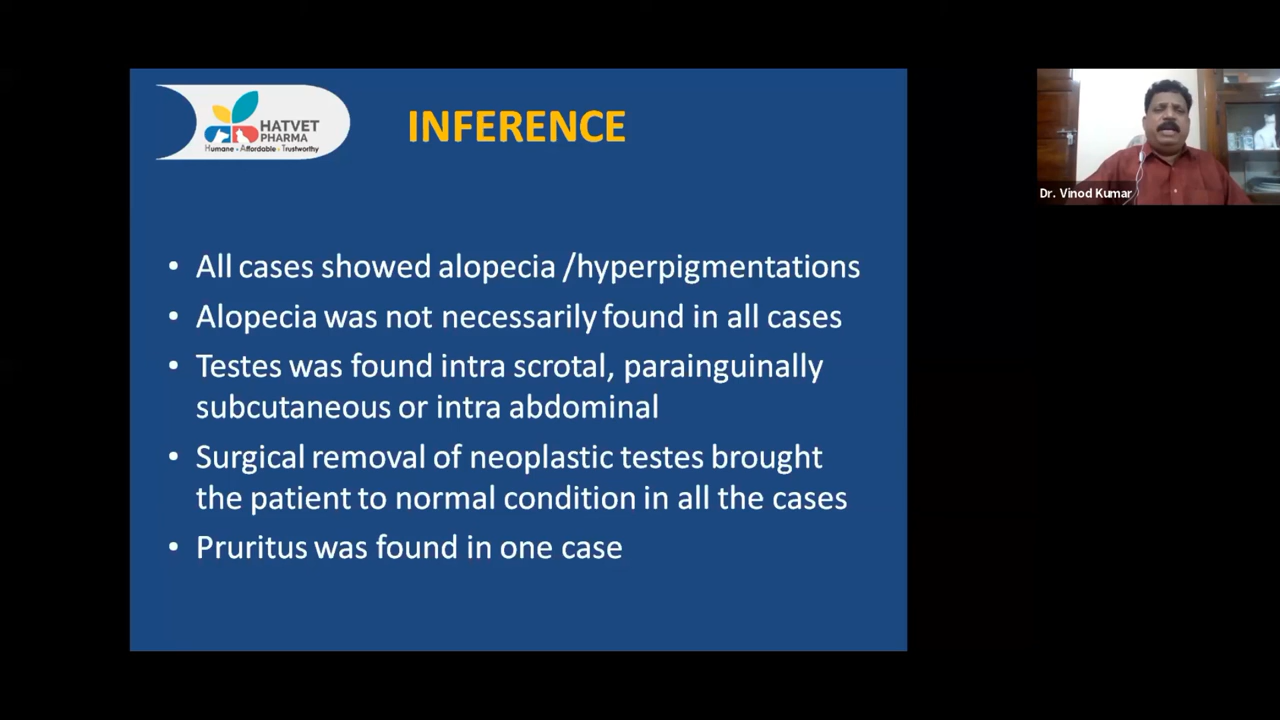 HATVET
PHARMA
Humane - Affordable - Trustworthy
INFERENCE
• All cases showed alopecia /hyperpigmentations
• Alopecia was not necessarily found in all cases
• Testes was found intra scrotal, parainguinally
subcutaneous or intra abdominal
• Surgical removal of neoplastic testes brought
the patient to normal condition in all the cases
• Pruritus was found in one case
Dr. Vinod Kumar